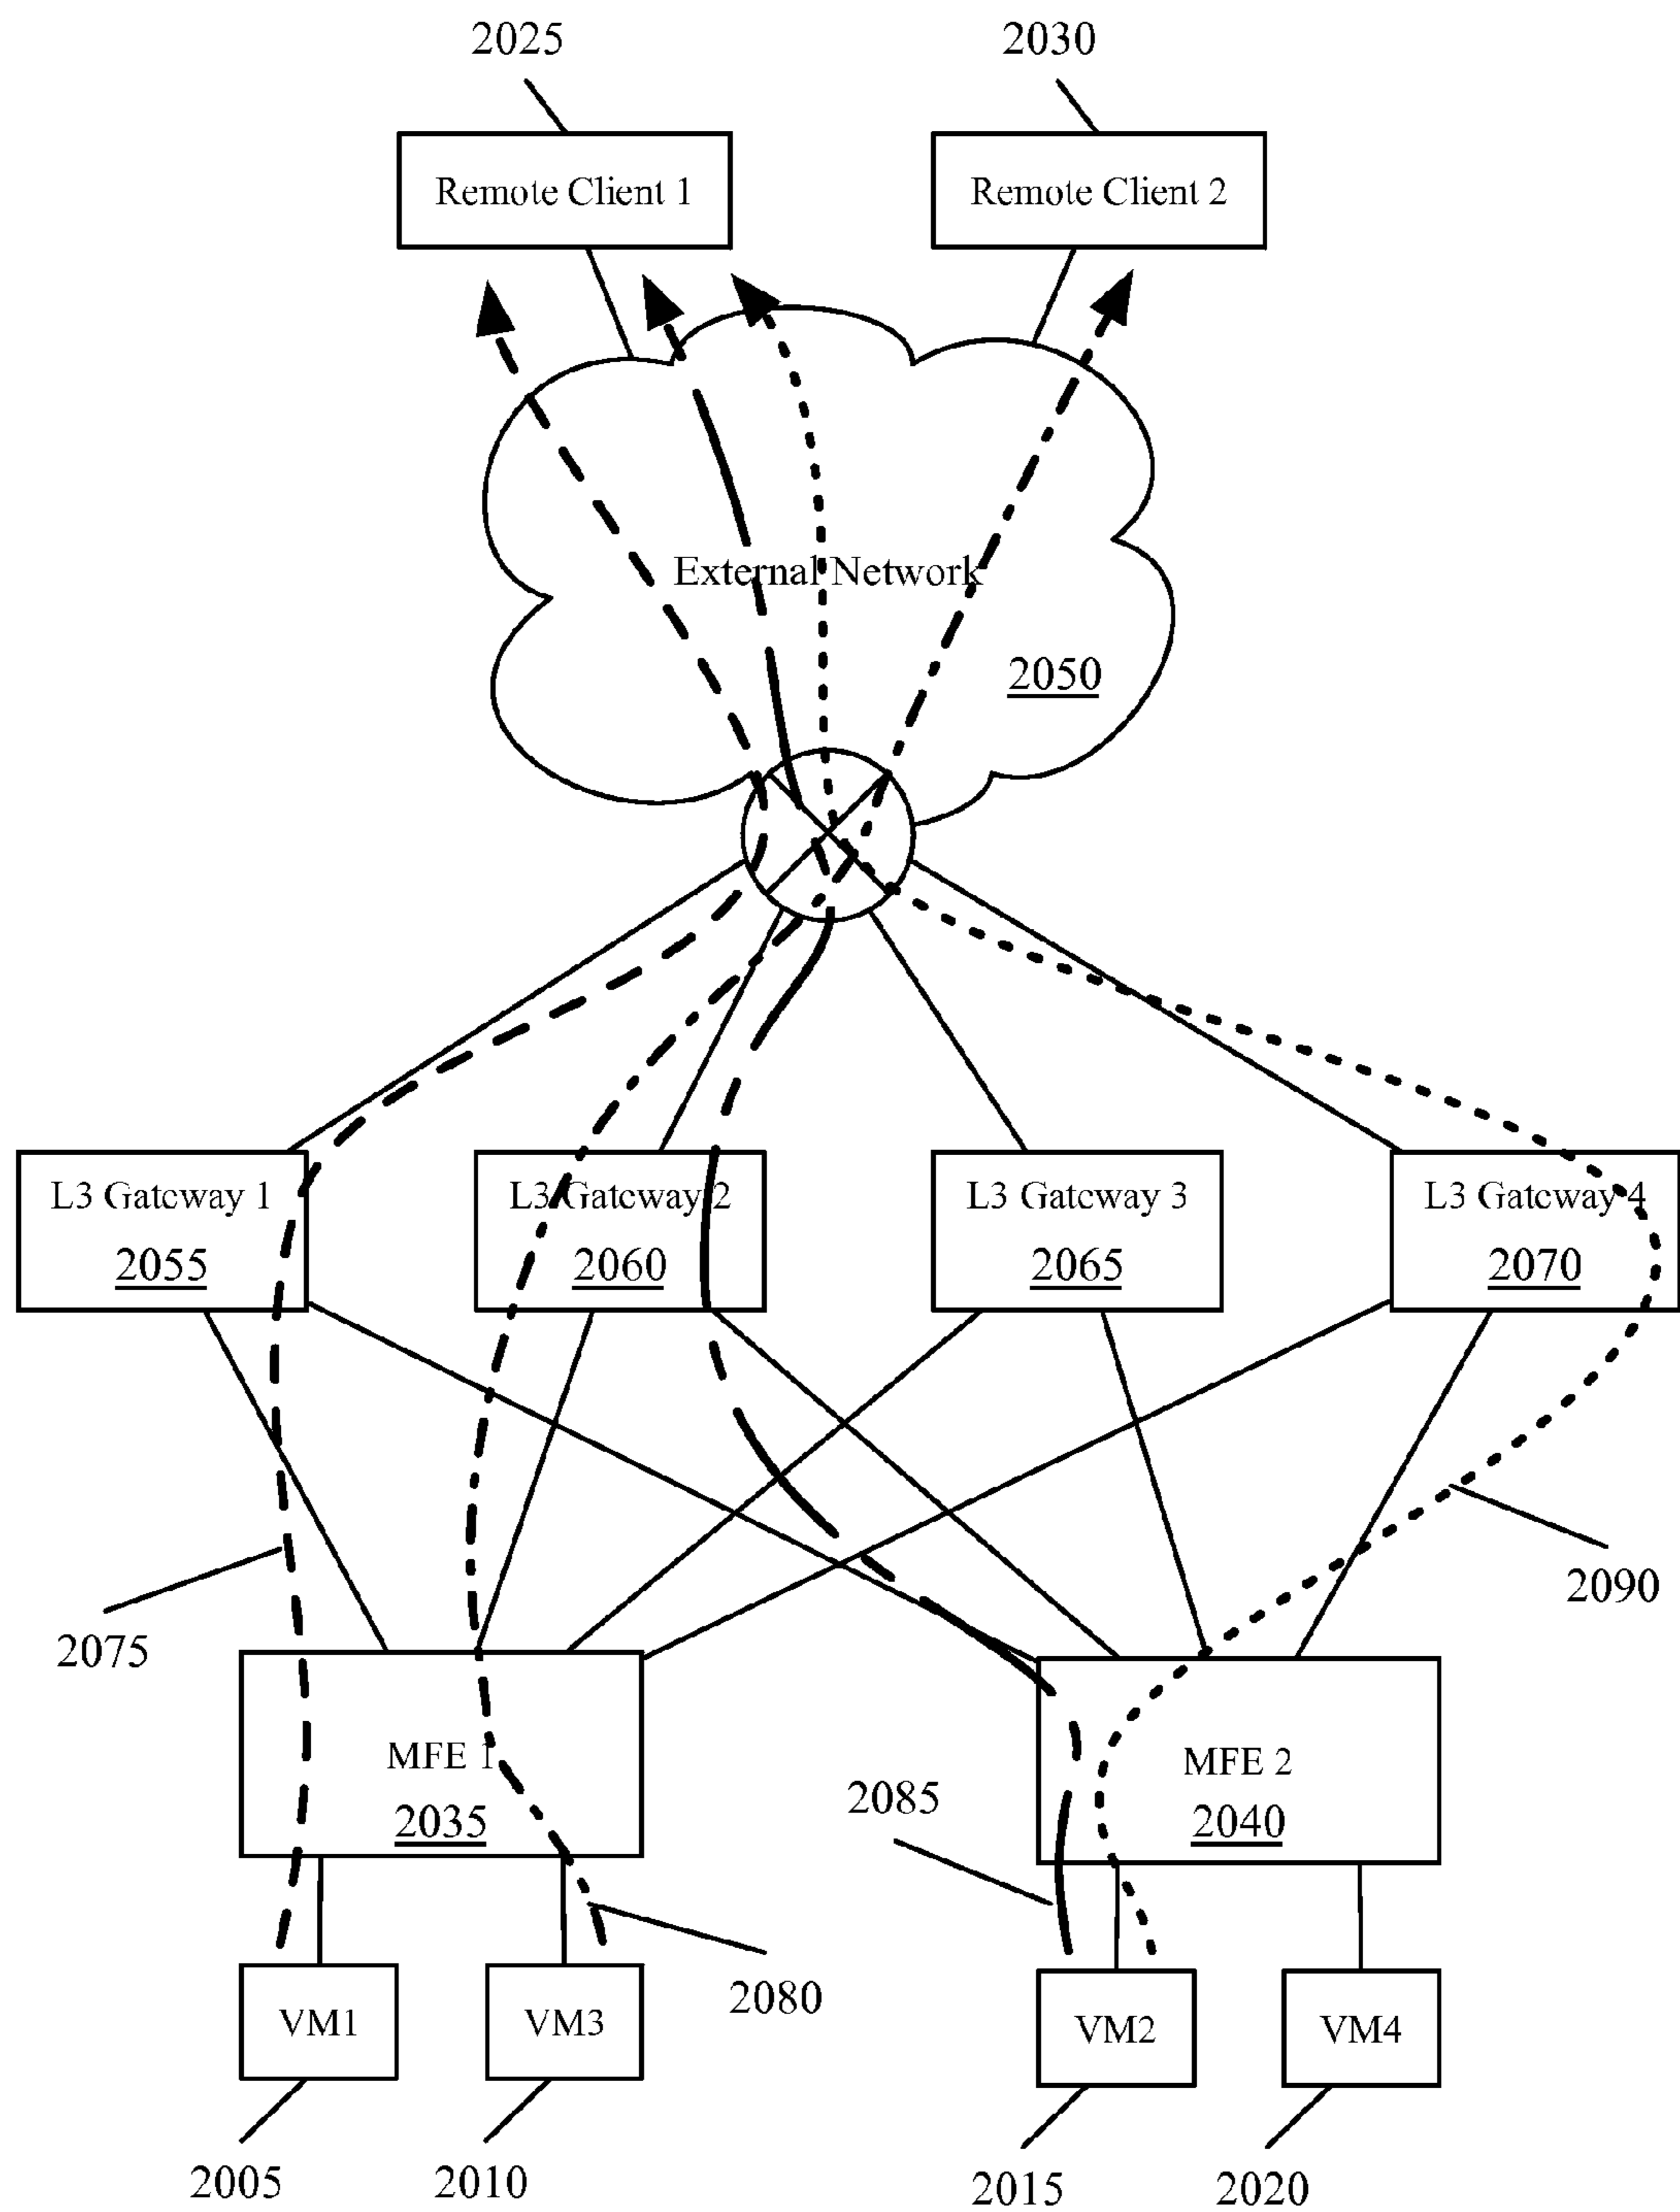 2025
2030
Remote Client 1
Remote Client 2
External Network
2050
L3 Gateway 1
2055
L3 Gateway 2
2060
L3 Gateway 3
2065
L3 Gateway 4
2070
2075
2090
MFE 1
2035
MFE 2
2040
2085
2080
VM1
VM3
VM2
VM4
2005
2010
2015
2020